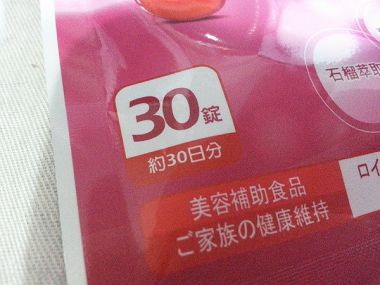 石榴萃取
30錠
約30日分
美容補助食品
ご家族の健康維持
ロイ